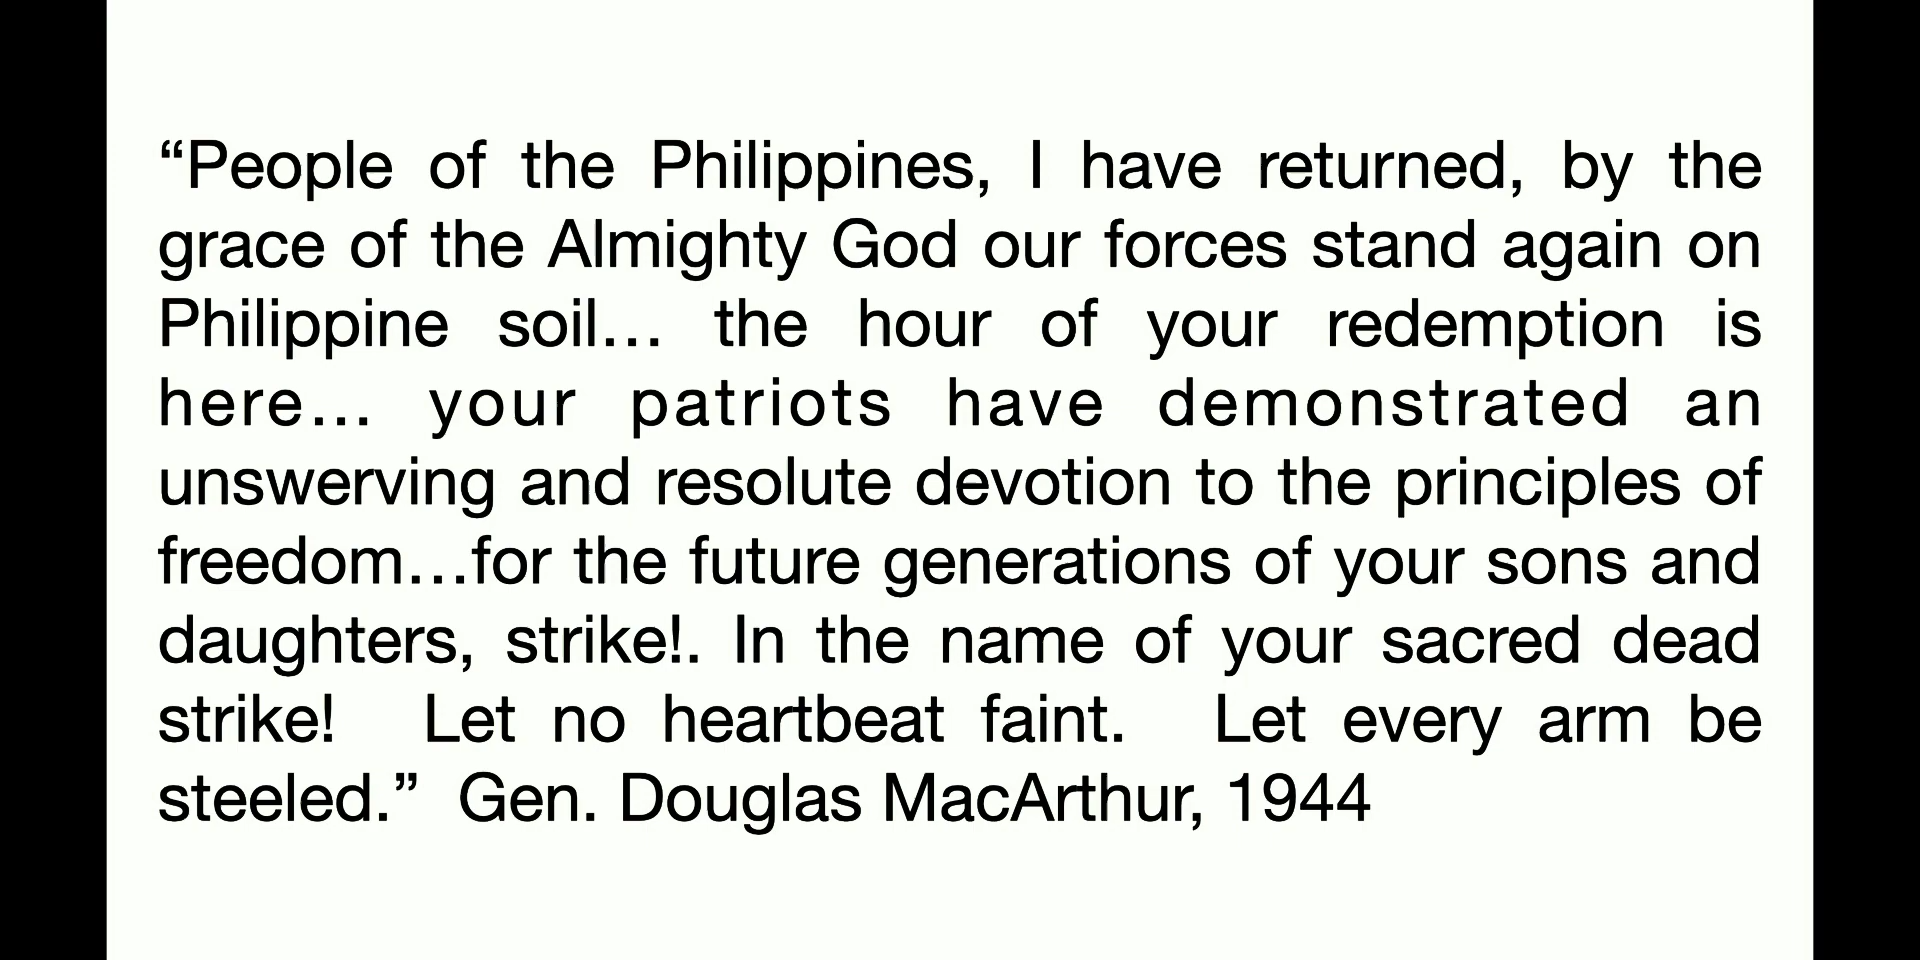 “People of the Philippines, I have returned, by the
grace of the Almighty God our forces stand again on
Philippine soil… the hour of your redemption is
here… your patriots have demonstrated an
unswerving and resolute devotion to the principles of
freedom…for the future generations of your sons and
daughters, strike!. In the name of your sacred dead
strike!  Let no heartbeat faint.  Let every arm be
steeled.”  Gen. Douglas MacArthur, 1944